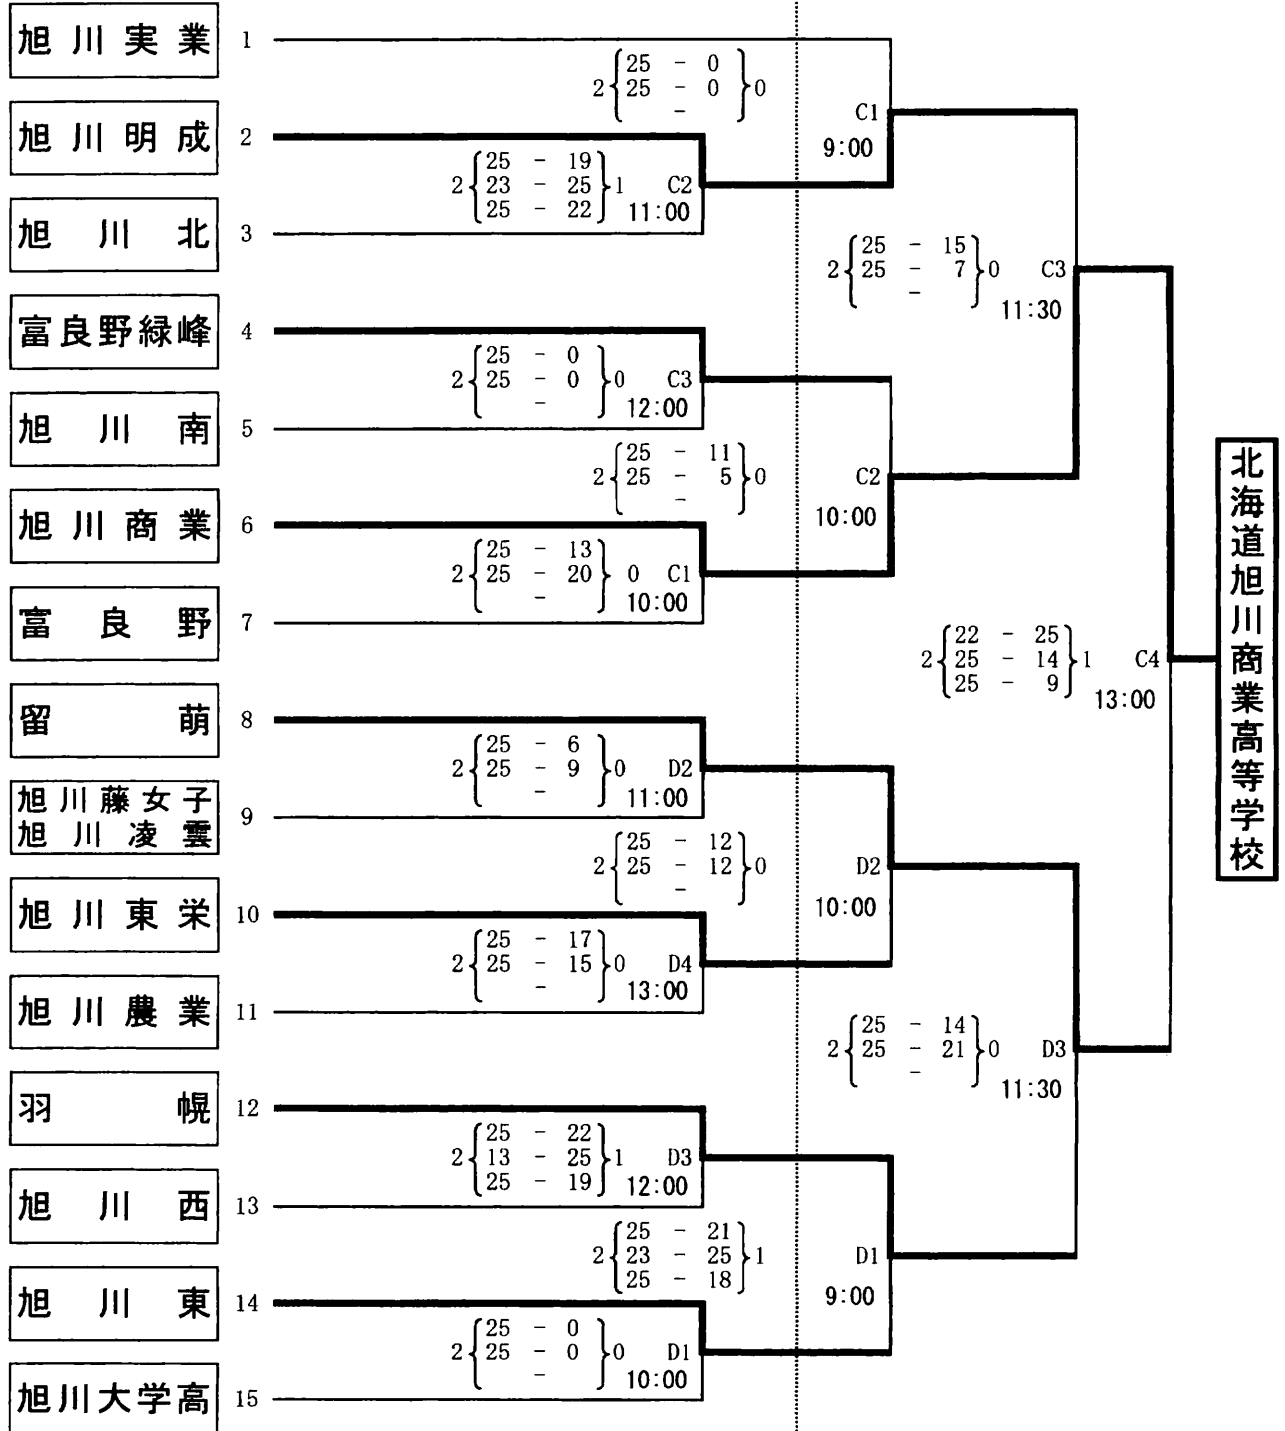 旭川実業 1
25 - 0
2 25 - 0 0
-
C1
9:00
旭川明成 2
25 - 19
2 23 - 25 1 C2
25 - 22 11:00
旭川北 3
25 - 15
2 25 - 7 0 C3
- 11:30
富良野緑峰 4
25 - 0
2 25 - 0 0 C3
- 12:00
旭川南 5
25 - 11
2 25 - 5 0 C2
- 10:00
旭川商業 6
25 - 13
2 25 - 20 0 C1
- 10:00
富良野 7
22 - 25
2 25 - 14 1 C4
25 - 9 13:00
北海道旭川商業高等学校
留萌 8
25 - 6
2 25 - 9 0 D2
- 11:00
旭川藤女子
旭川凌雲 9
25 - 12
2 25 - 12 0 D2
- 10:00
旭川東栄 10
25 - 17
2 25 - 15 0 D4
- 13:00
旭川農業 11
25 - 14
2 25 - 21 0 D3
- 11:30
羽幌 12
25 - 22
2 13 - 25 1 D3
25 - 19 12:00
旭川西 13
25 - 21
2 23 - 25 1 D1
25 - 18 9:00
旭川東 14
25 - 0
2 25 - 0 0 D1
- 10:00
旭川大学高 15